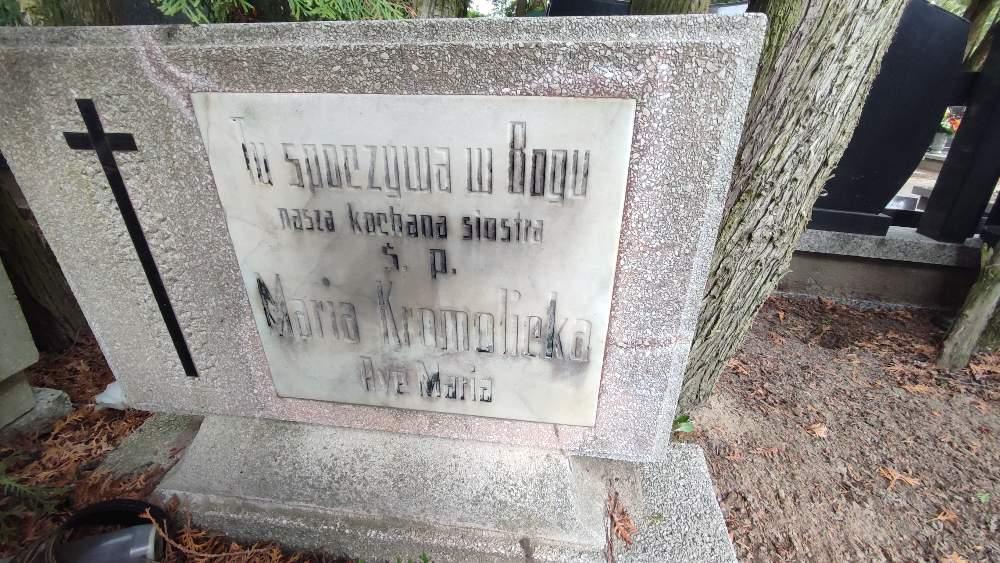 Tu spoczywa w Bogu
nasza kochana siostra
ś. p.
Maria Kromolicka
Ave Maria